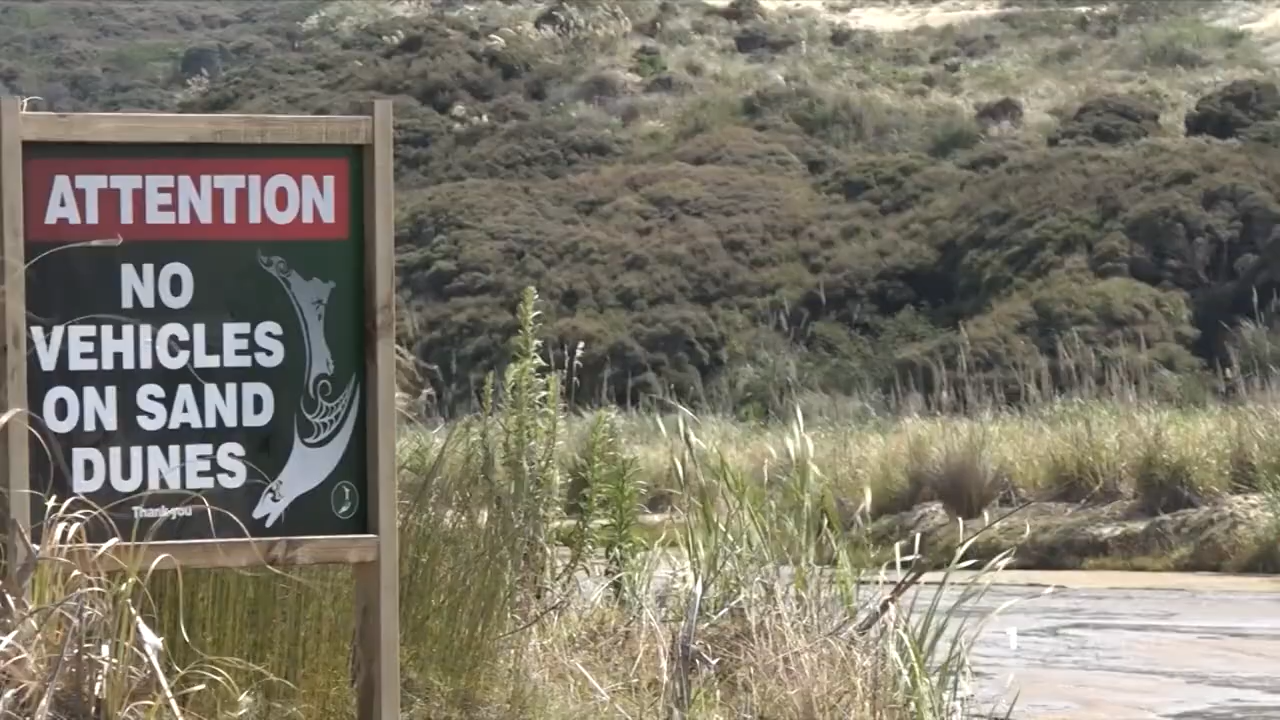 ATTENTION
NO
VEHICLES
ON SAND
DUNES
Thank you